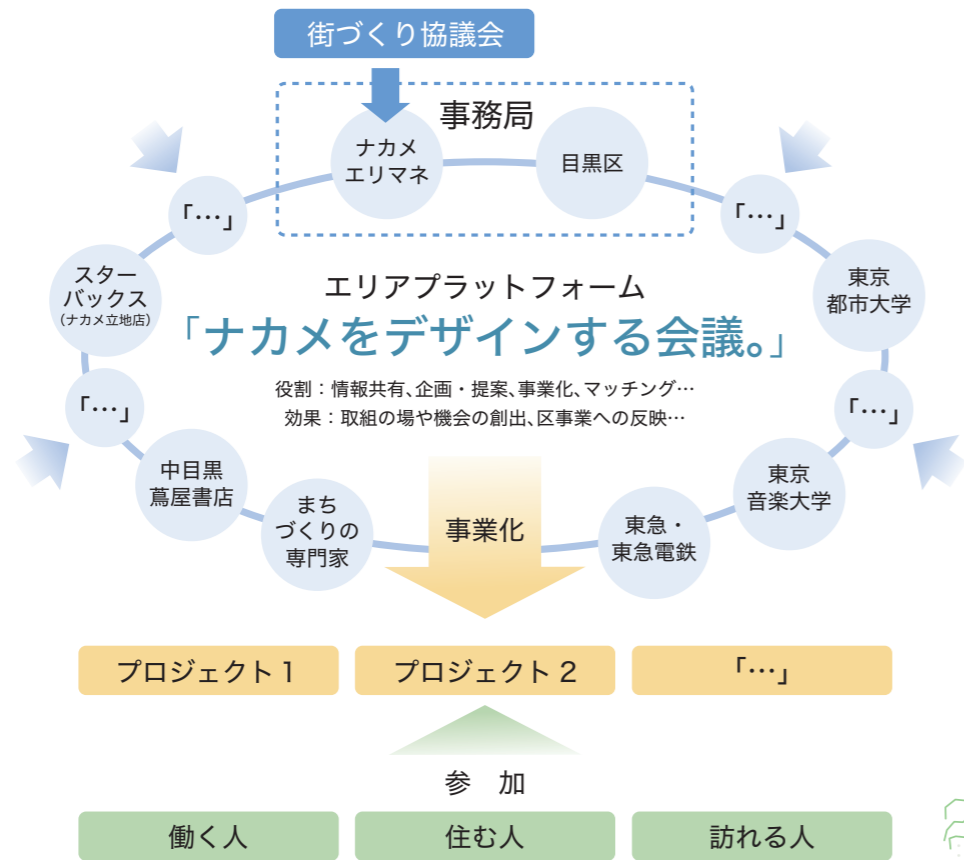 街づくり協議会
事務局
ナカメ
エリマネ
目黒区
「…」
「…」
スター
バックス
(ナカメ立地店)
東京
都市大学
エリアプラットフォーム
「ナカメをデザインする会議。」
役割：情報共有、企画・提案、事業化、マッチング…
効果：取組の場や機会の創出、区事業への反映…
「…」
「…」
中目黒
蔦屋書店
東京
音楽大学
まち
づくりの
専門家
事業化
東急・
東急電鉄
プロジェクト 1
プロジェクト 2
「…」
参　加
働く人
住む人
訪れる人